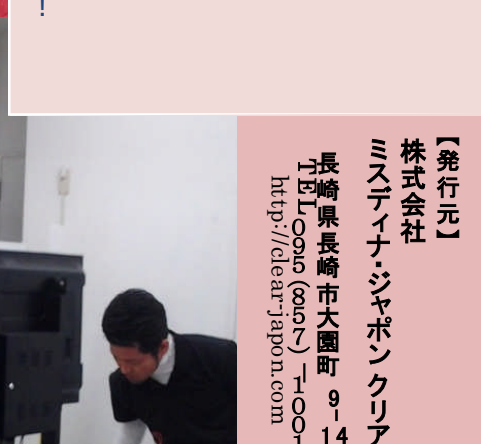 !
【発行元】
株式会社
ミスディナ・ジャポン クリア
長崎県長崎市大園町 9-14
TEL095(857)-1001
http://clear-japon.com